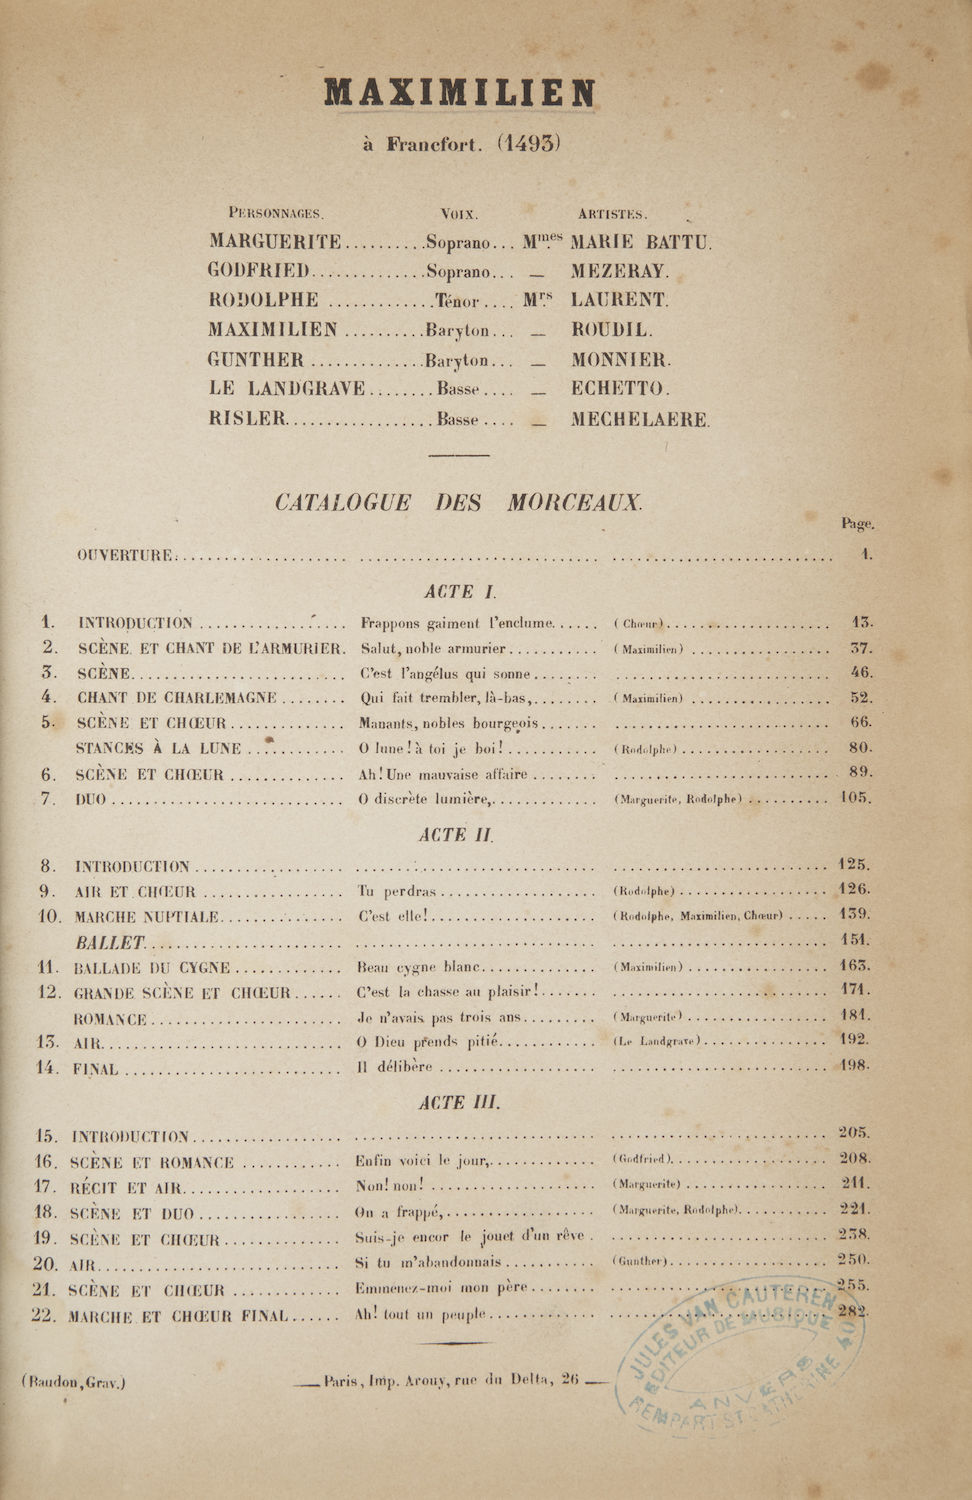 MAXIMILIEN
à Francfort. (1493)
PERSONNAGES. VOIX. ARTISTES.
MARGUERITE..........Soprano... Mmes MARIE BATTU.
GODFRIED..............Soprano... — MEZERAY.
RODOLPHE .............Ténor.... Mrs LAURENT.
MAXIMILIEN ..........Baryton... — ROUDIL.
GUNTHER ..............Baryton... — MONNIER.
LE LANDGRAVE........Basse.... — ECHETTO.
RISLER..................Basse.... — MECHELAERE.
CATALOGUE DES MORCEAUX.
Page.
OUVERTURE. 1.
ACTE I.
1. INTRODUCTION ..... Frappons gaiment l'enclume...... (Chœur)..... 13.
2. SCÈNE ET CHANT DE L'ARMURIER. Salut, noble armurier..... (Maximilien) ..... 37.
3. SCÈNE..... C'est l'angélus qui sonne..... 46.
4. CHANT DE CHARLEMAGNE ..... Qui fait trembler, là-bas,..... (Maximilien) ..... 52.
5. SCÈNE ET CHŒUR..... Manants, nobles bourgeois..... 66.
STANCES À LA LUNE ..... O lune! à toi je boi!..... (Rodolphe)..... 80.
6. SCÈNE ET CHŒUR ..... Ah! Une mauvaise affaire ..... 89.
7. DUO ..... O discrète lumière,..... (Marguerite, Rodolphe) ..... 105.
ACTE II.
8. INTRODUCTION ..... 125.
9. AIR ET CHŒUR ..... Tu perdras ..... (Rodolphe)..... 126.
10. MARCHE NUPTIALE..... C'est elle!..... (Rodolphe, Maximilien, Chœur) ..... 139.
BALLET..... 151.
11. BALLADE DU CYGNE ..... Beau cygne blanc..... (Maximilien)..... 163.
12. GRANDE SCÈNE ET CHŒUR...... C'est la chasse au plaisir!..... 171.
ROMANCE ..... Je n'avais pas trois ans..... (Marguerite)..... 181.
13. AIR..... O Dieu prends pitié..... (Le Landgrave)..... 192.
14. FINAL ..... Il délibère ..... 198.
ACTE III.
15. INTRODUCTION..... 205.
16. SCÈNE ET ROMANCE ..... Enfin voici le jour,..... (Godfried)..... 208.
17. RÉCIT ET AIR..... Non! non! ..... (Marguerite)..... 211.
18. SCÈNE ET DUO..... On a frappé,..... (Marguerite, Rodolphe)..... 221.
19. SCÈNE ET CHŒUR..... Suis-je encor le jouet d'un rêve. 238.
20. AIR..... Si tu m'abandonnais ..... (Gunther)..... 250.
21. SCÈNE ET CHŒUR ..... Emmenez-moi mon père..... 255.
22. MARCHE ET CHŒUR FINAL...... Ah! tout un peuple..... 282.
(Baudon, Grav.) — Paris, Imp. Arouy, rue du Delta, 26 —
JULES VAN CAUTEREN
EDITEUR DE MUSIQUE
ANVERS
REMPART STE CATHERINE 40